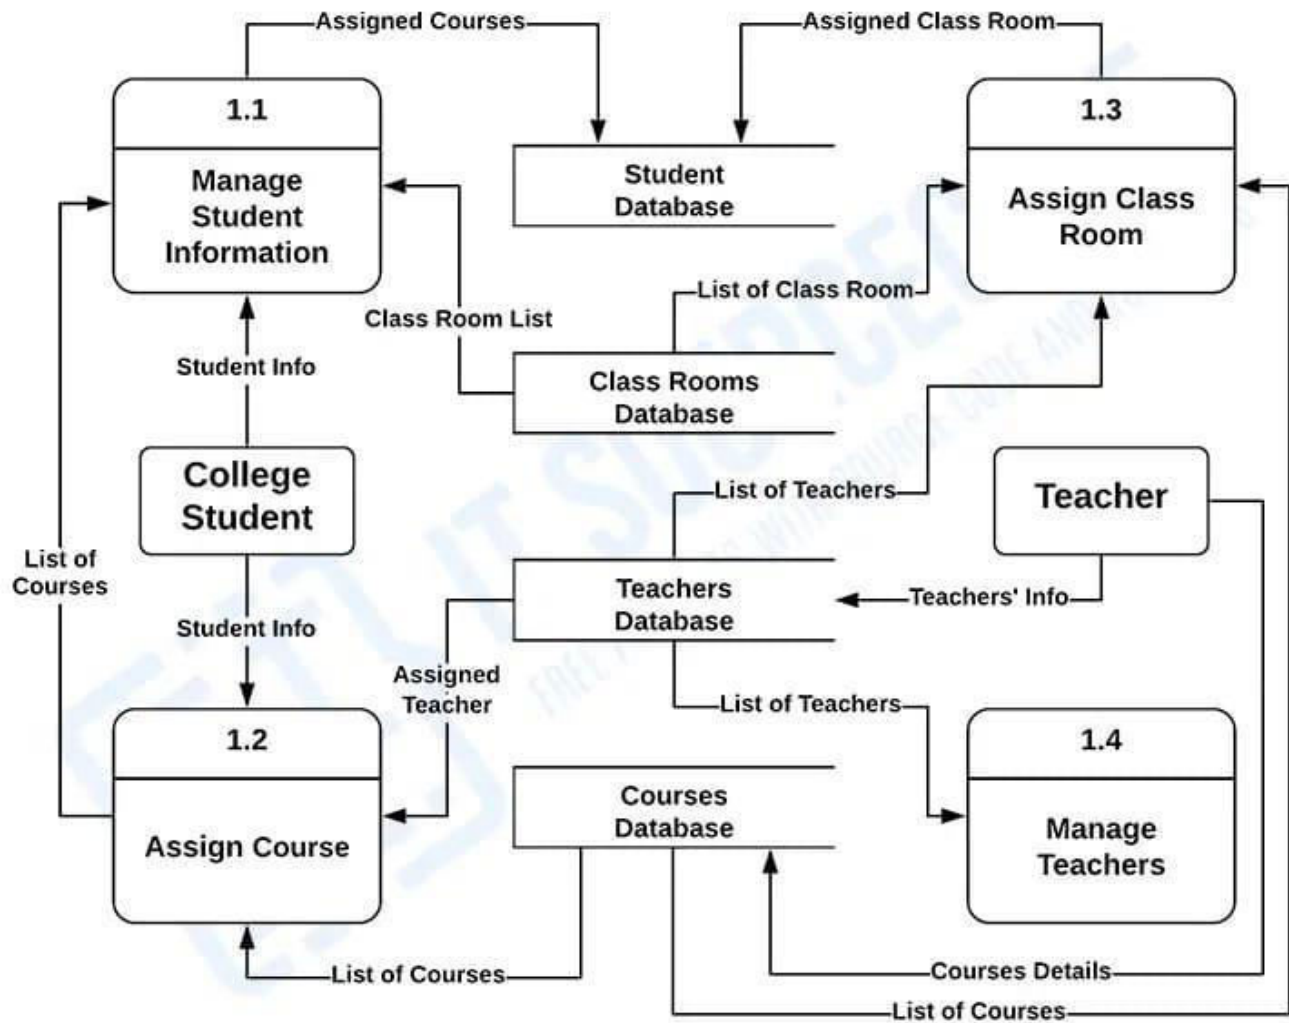 Assigned Courses
Assigned Class Room
1.1
1.3
Manage
Student
Information
Student
Database
Assign Class
Room
List of Class Room
Class Room List
Student Info
Class Rooms
Database
College
Student
List of Teachers
Teacher
List of
Courses
Teachers
Database
Teachers' Info
Student Info
Assigned
Teacher
List of Teachers
1.2
1.4
Courses
Database
Assign Course
Manage
Teachers
List of Courses
Courses Details
List of Courses